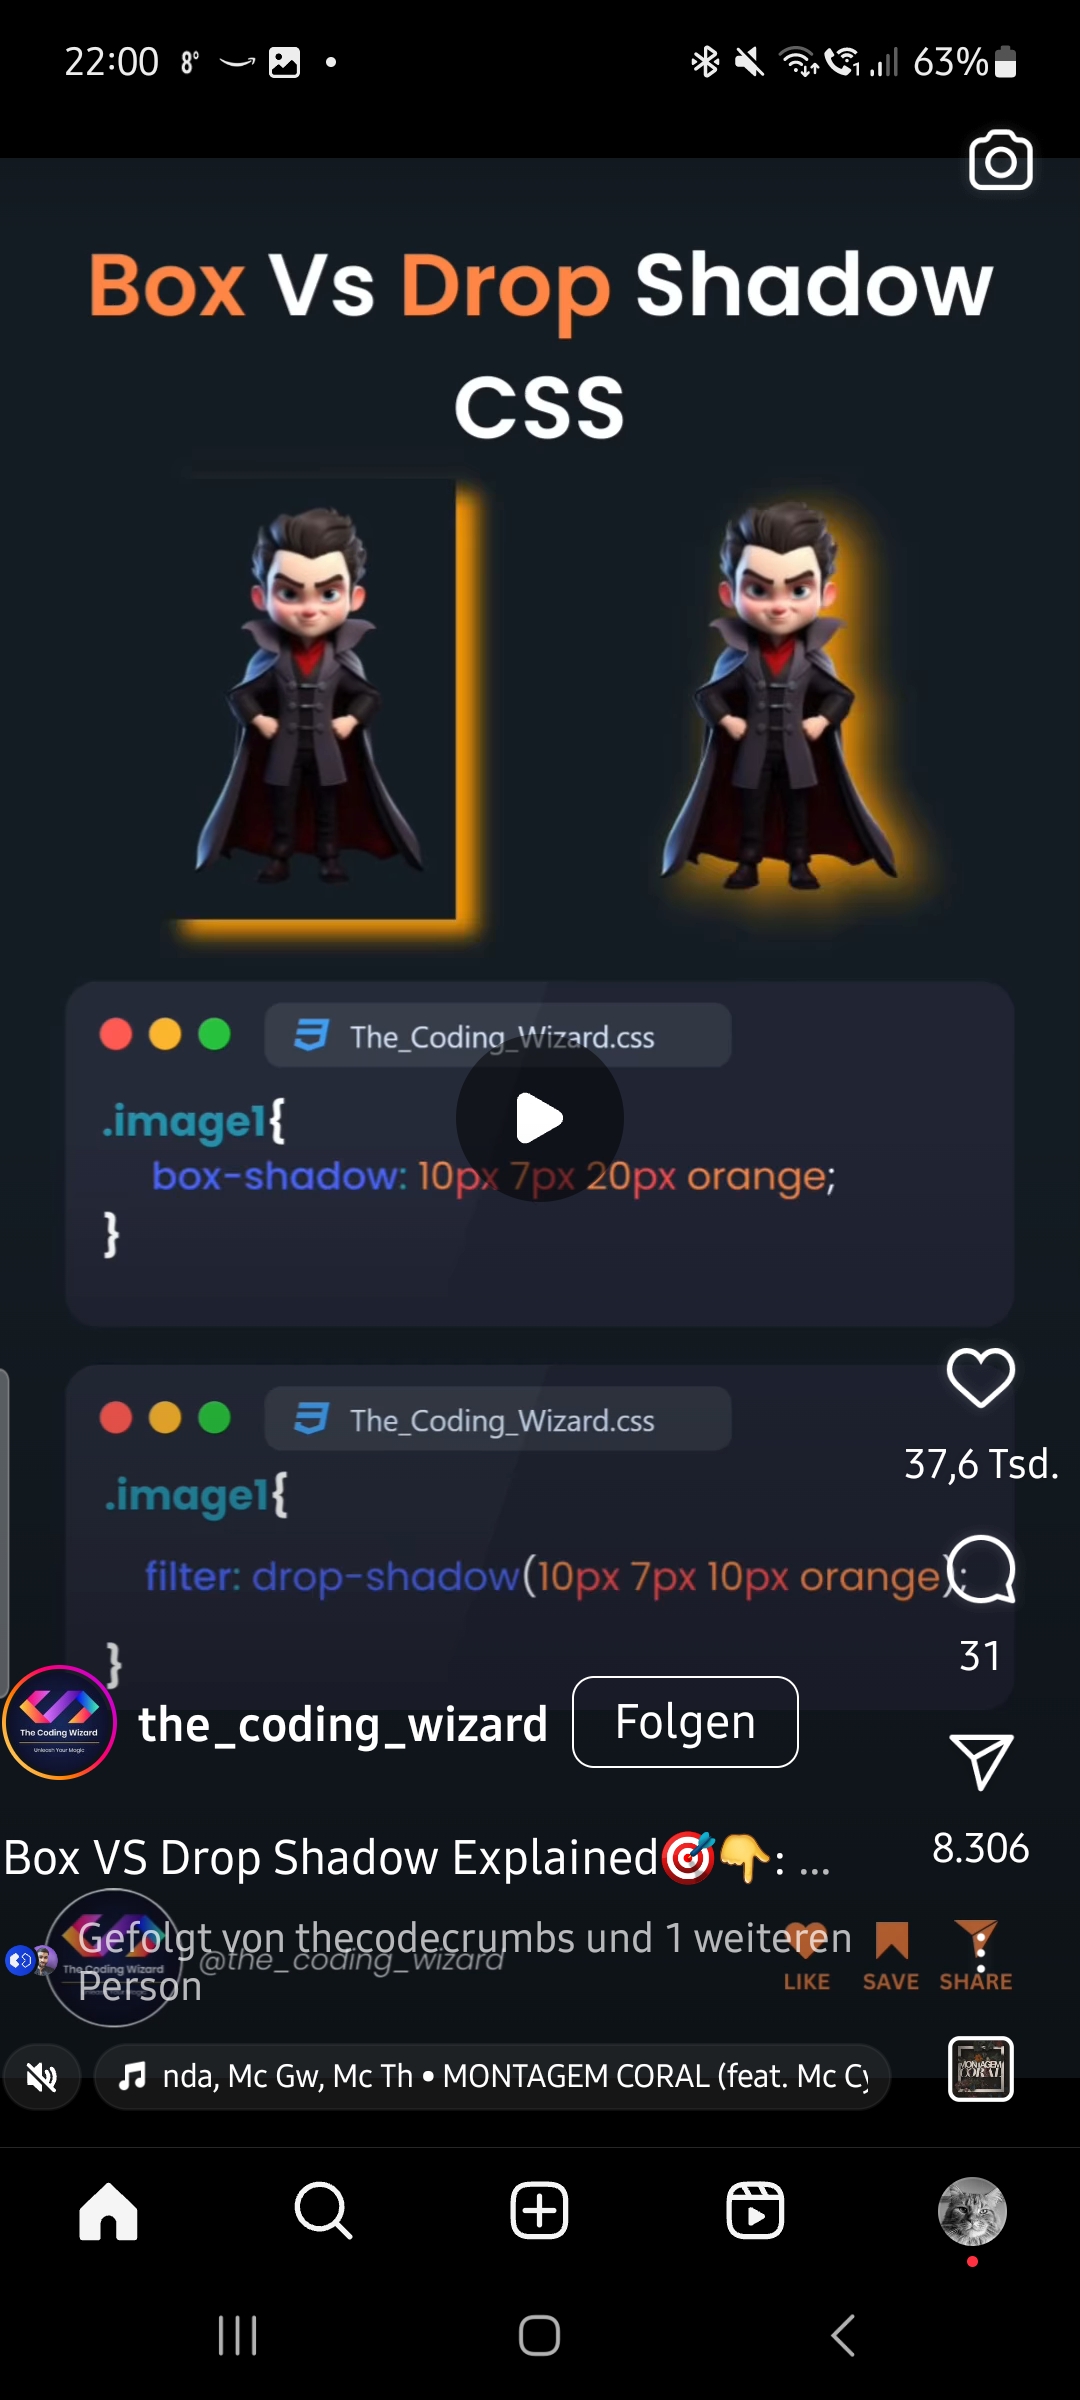 22:00 8° 63%
Box Vs Drop Shadow
CSS
The_Coding_Wizard.css
.image1{
box-shadow: 10px 7px 20px orange;
}
The_Coding_Wizard.css
.image1{
filter: drop-shadow(10px 7px 10px orange);
}
37,6 Tsd.
31
8.306
The Coding Wizard
Unleash Your Magic
the_coding_wizard
Folgen
Box VS Drop Shadow Explained🎯👇: ...
Gefolgt von thecodecrumbs und 1 weiteren
Person
The Coding Wizard
@the_coding_wizard
LIKE SAVE SHARE
nda, Mc Gw, Mc Th • MONTAGEM CORAL (feat. Mc Cy
MONTAGEM
CORAL